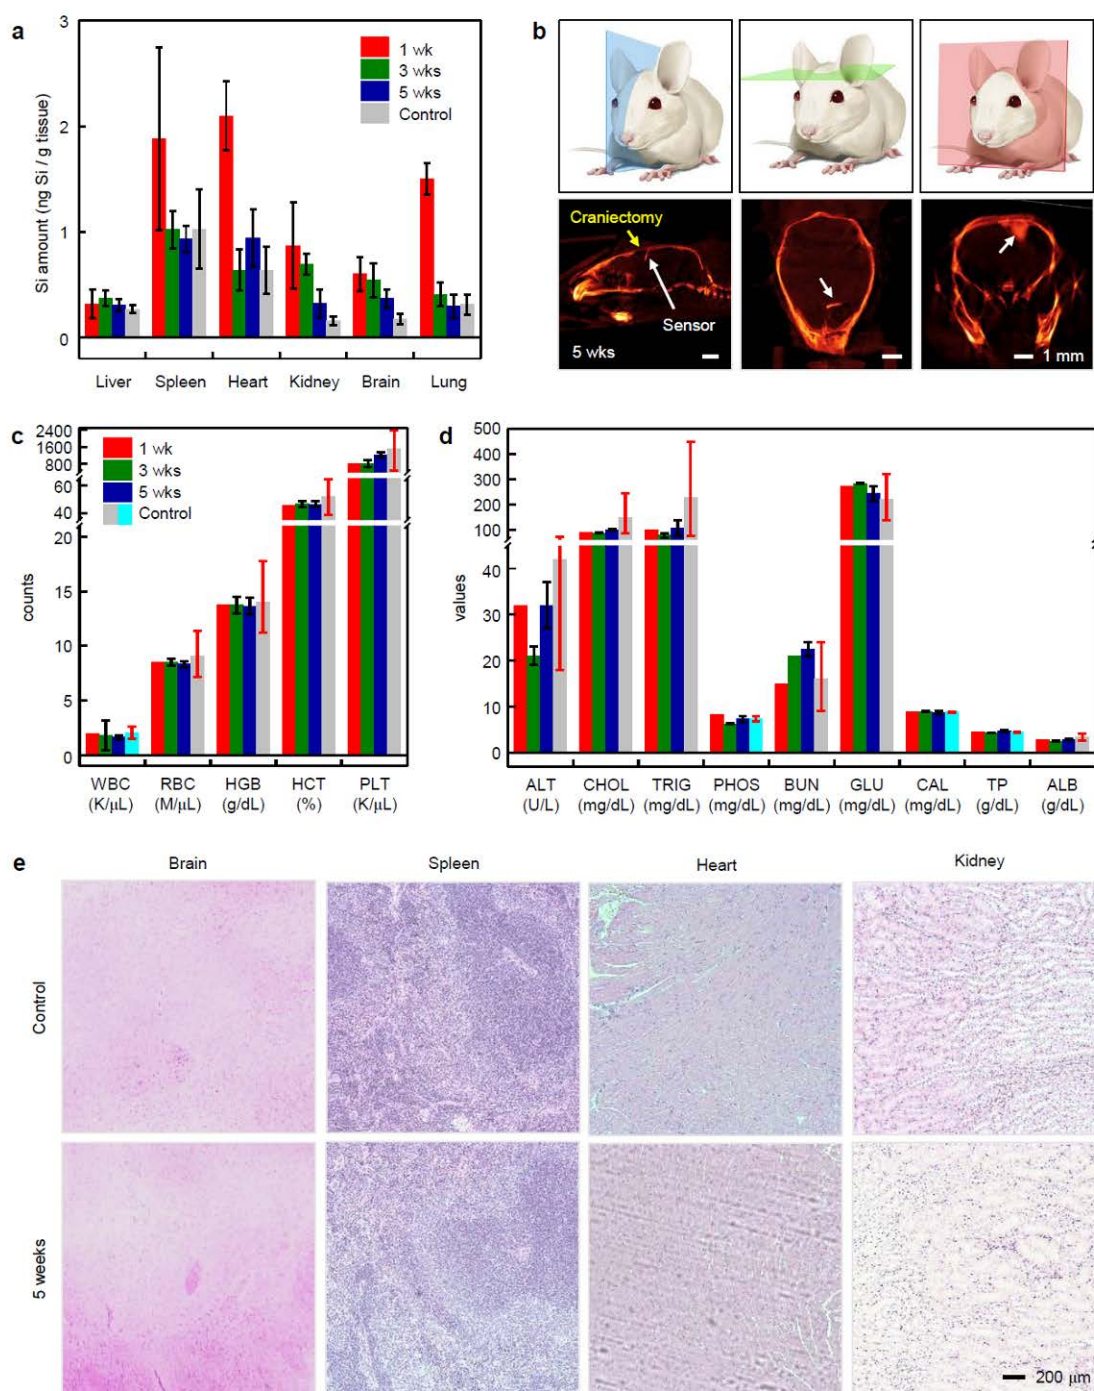 a
3
2
1
0
Si amount (ng Si / g tissue)
1 wk
3 wks
5 wks
Control
Liver Spleen Heart Kidney Brain Lung
b
Craniectomy
Sensor
5 wks
1 mm
c
2400
1600
800
60
40
20
15
10
5
0
counts
1 wk
3 wks
5 wks
Control
WBC RBC HGB HCT PLT
(K/μL) (M/μL) (g/dL) (%) (K/μL)
d
500
400
300
200
100
40
30
20
10
0
values
ALT CHOL TRIG PHOS BUN GLU CAL TP ALB
(U/L) (mg/dL) (mg/dL) (mg/dL) (mg/dL) (mg/dL) (mg/dL) (g/dL) (g/dL)
e
Brain Spleen Heart Kidney
Control
5 weeks
200 μm